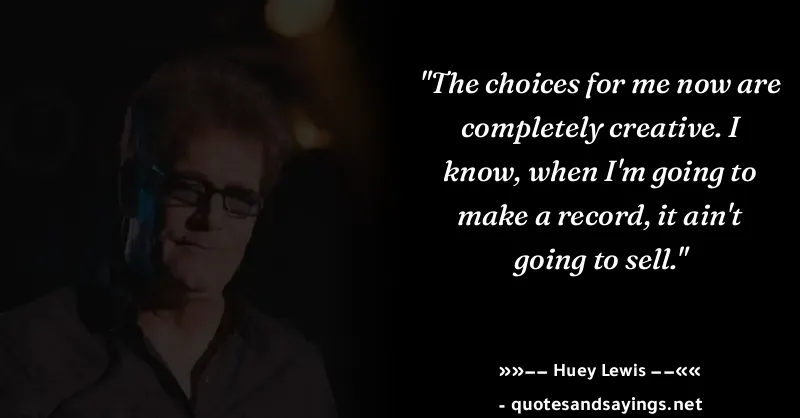 "The choices for me now are
completely creative. I
know, when I'm going to
make a record, it ain't
going to sell."
»»–– Huey Lewis ––««
- quotesandsayings.net